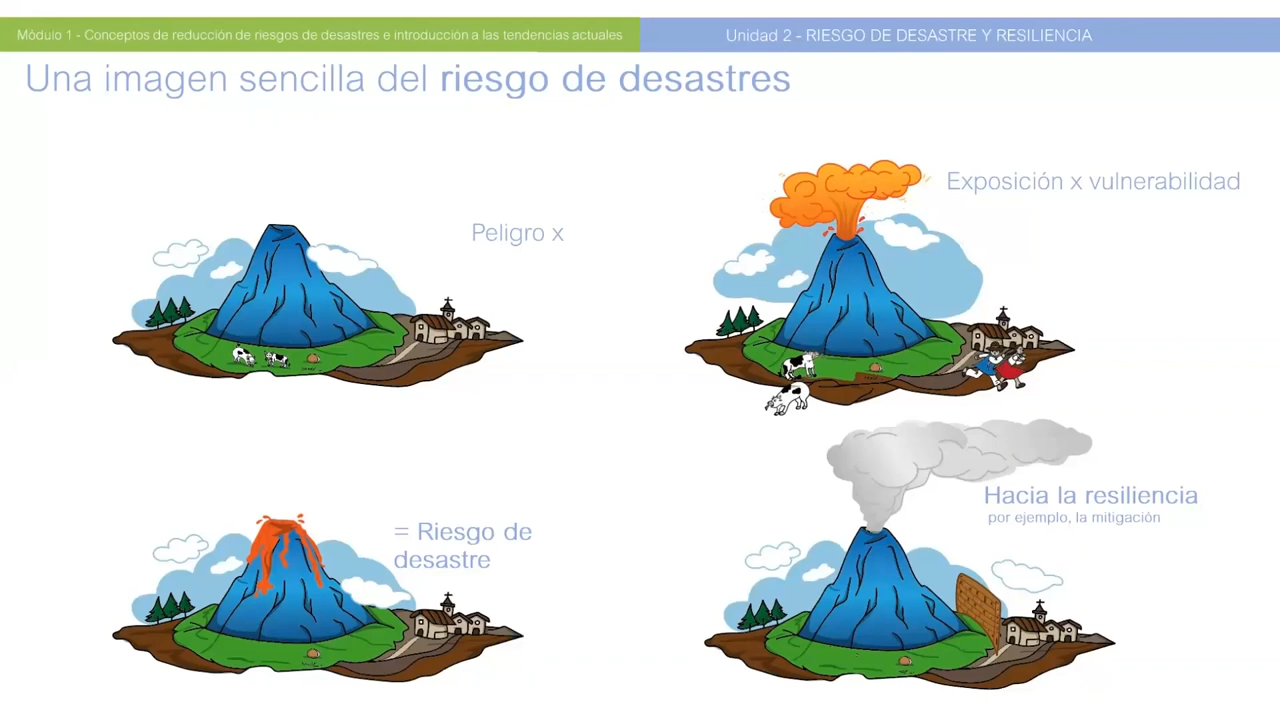 Módulo 1 - Conceptos de reducción de riesgos de desastres e introducción a las tendencias actuales
Unidad 2 - RIESGO DE DESASTRE Y RESILIENCIA
Una imagen sencilla del riesgo de desastres
Peligro x
Exposición x vulnerabilidad
= Riesgo de
desastre
Hacia la resiliencia
por ejemplo, la mitigación